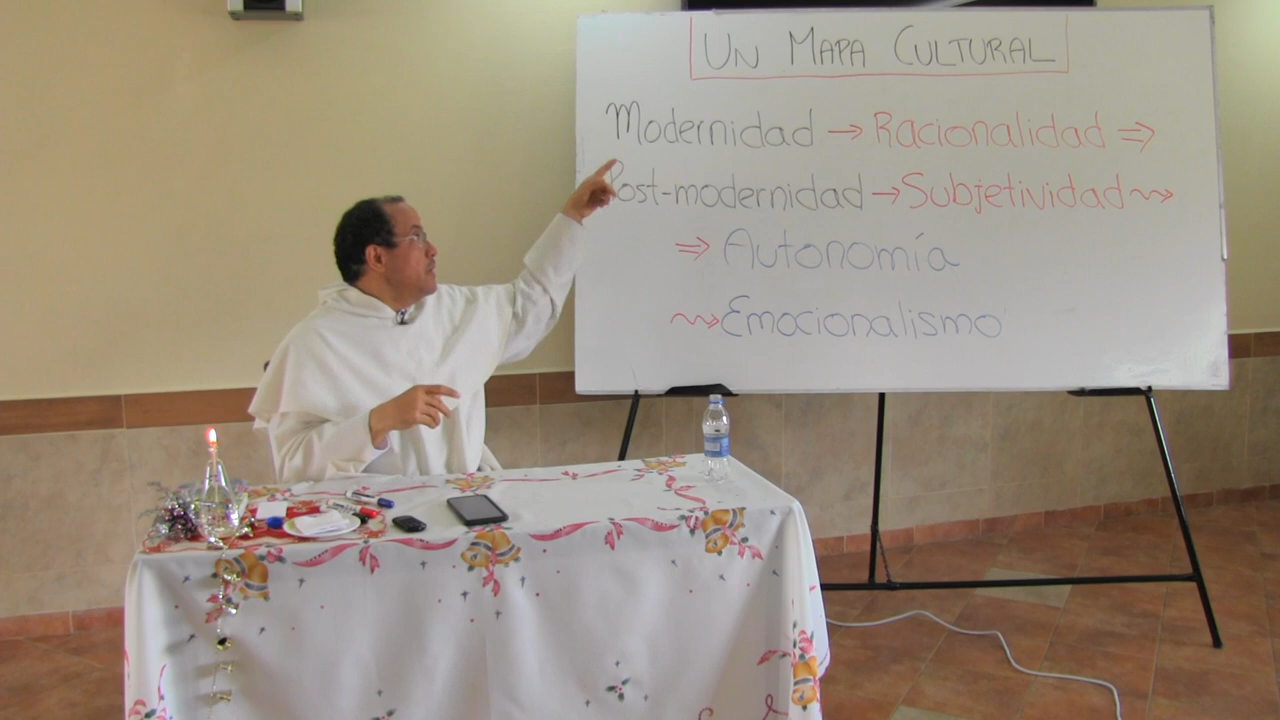 UN MAPA CULTURAL
Modernidad → Racionalidad ⇒
Post-modernidad → Subjetividad ⇝
⇒ Autonomía
⇝ Emocionalismo